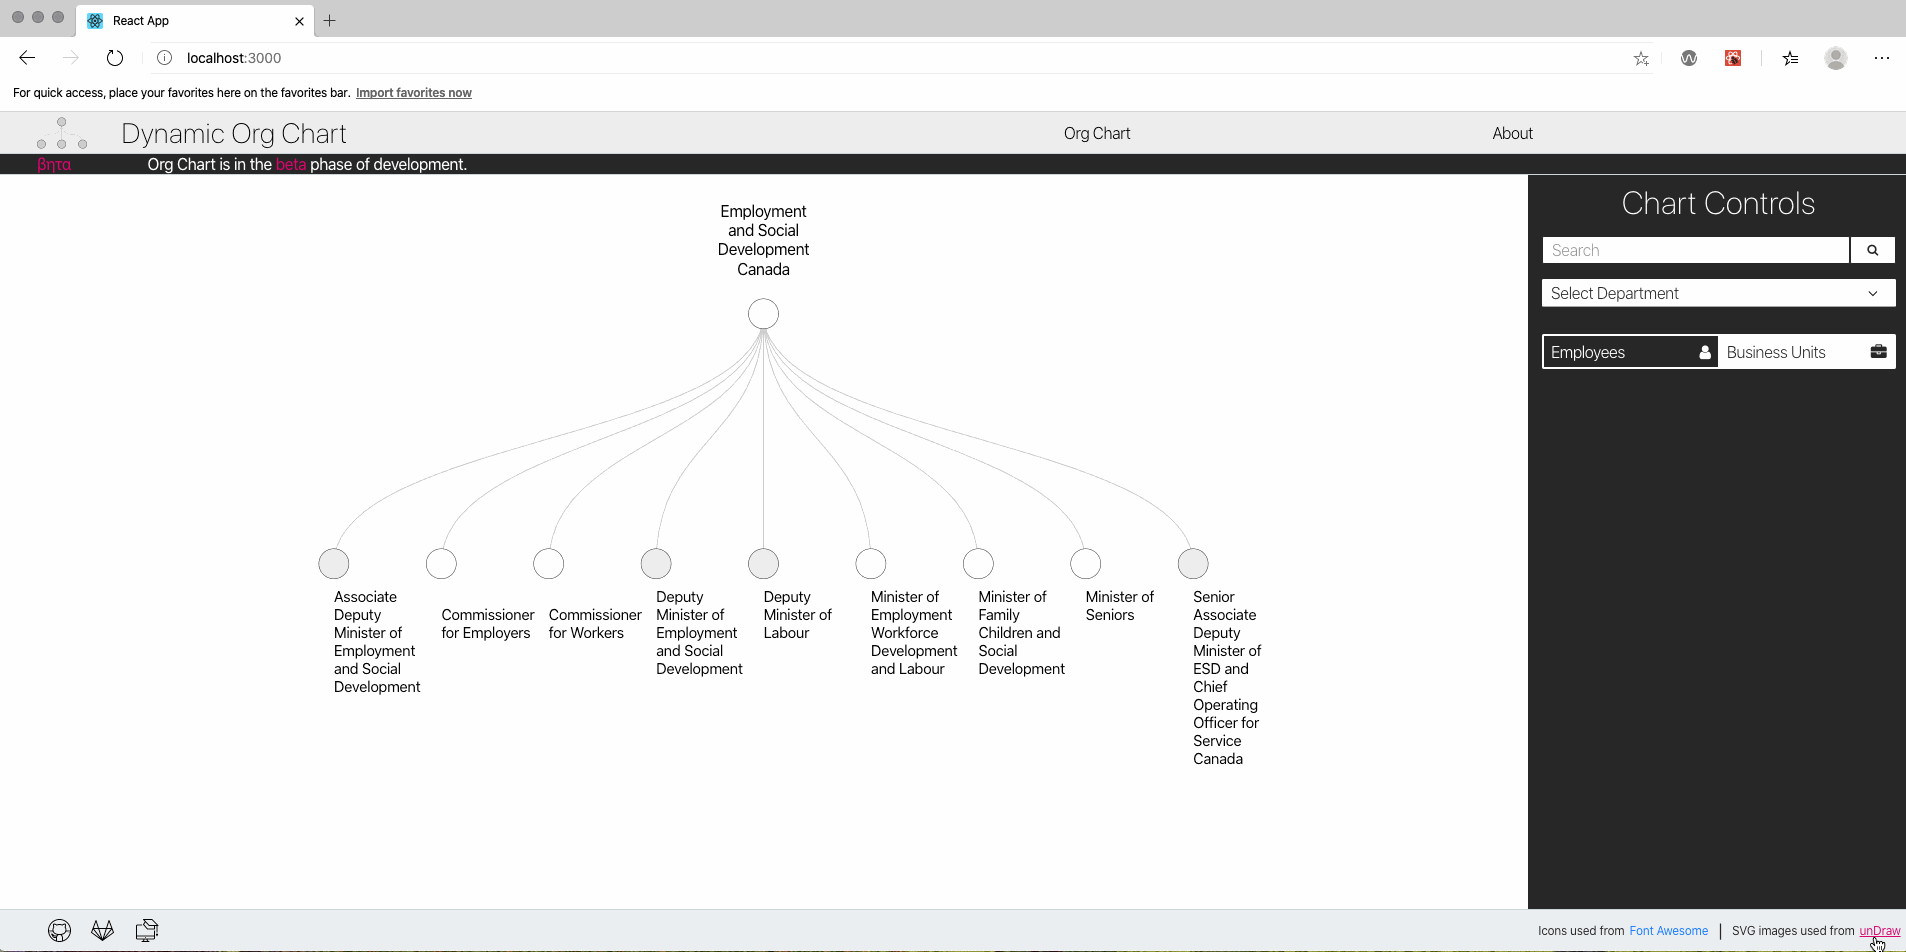 React App
localhost:3000
For quick access, place your favorites here on the favorites bar. Import favorites now
Dynamic Org Chart
Org Chart
About
βητα
Org Chart is in the beta phase of development.
Employment
and Social
Development
Canada
Associate
Deputy
Minister of
Employment
and Social
Development
Commissioner
for Employers
Commissioner
for Workers
Deputy
Minister of
Employment
and Social
Development
Deputy
Minister of
Labour
Minister of
Employment
Workforce
Development
and Labour
Minister of
Family
Children and
Social
Development
Minister of
Seniors
Senior
Associate
Deputy
Minister of
ESD and
Chief
Operating
Officer for
Service
Canada
Chart Controls
Search
Select Department
Employees
Business Units
Icons used from Font Awesome | SVG images used from unDraw